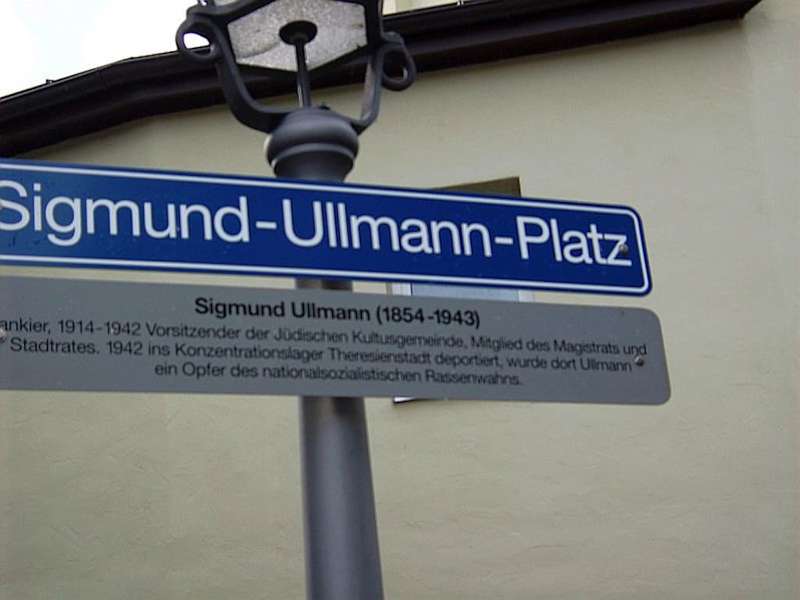 Sigmund-Ullmann-Platz
Sigmund Ullmann (1854-1943)
ankier, 1914-1942 Vorsitzender der Jüdischen Kultusgemeinde, Mitglied des Magistrats und
Stadtrates. 1942 ins Konzentrationslager Theresienstadt deportiert, wurde dort Ullmann
ein Opfer des nationalsozialistischen Rassenwahns.